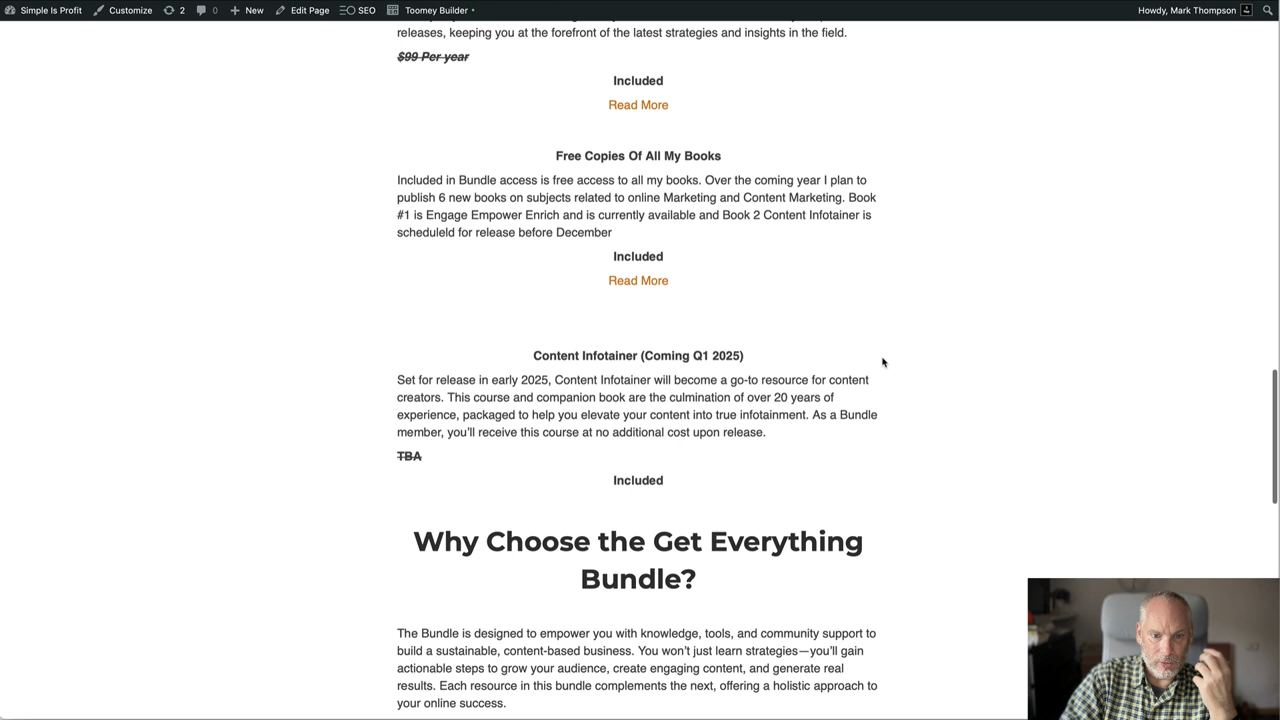 Simple Is Profit Customize 2 0 New Edit Page SEO Toomey Builder Howdy, Mark Thompson
releases, keeping you at the forefront of the latest strategies and insights in the field.
$99 Per year
Included
Read More
Free Copies Of All My Books
Included in Bundle access is free access to all my books. Over the coming year I plan to
publish 6 new books on subjects related to online Marketing and Content Marketing. Book
#1 is Engage Empower Enrich and is currently available and Book 2 Content Infotainer is
scheduleld for release before December
Included
Read More
Content Infotainer (Coming Q1 2025)
Set for release in early 2025, Content Infotainer will become a go-to resource for content
creators. This course and companion book are the culmination of over 20 years of
experience, packaged to help you elevate your content into true infotainment. As a Bundle
member, you’ll receive this course at no additional cost upon release.
TBA
Included
Why Choose the Get Everything
Bundle?
The Bundle is designed to empower you with knowledge, tools, and community support to
build a sustainable, content-based business. You won’t just learn strategies—you’ll gain
actionable steps to grow your audience, create engaging content, and generate real
results. Each resource in this bundle complements the next, offering a holistic approach to
your online success.